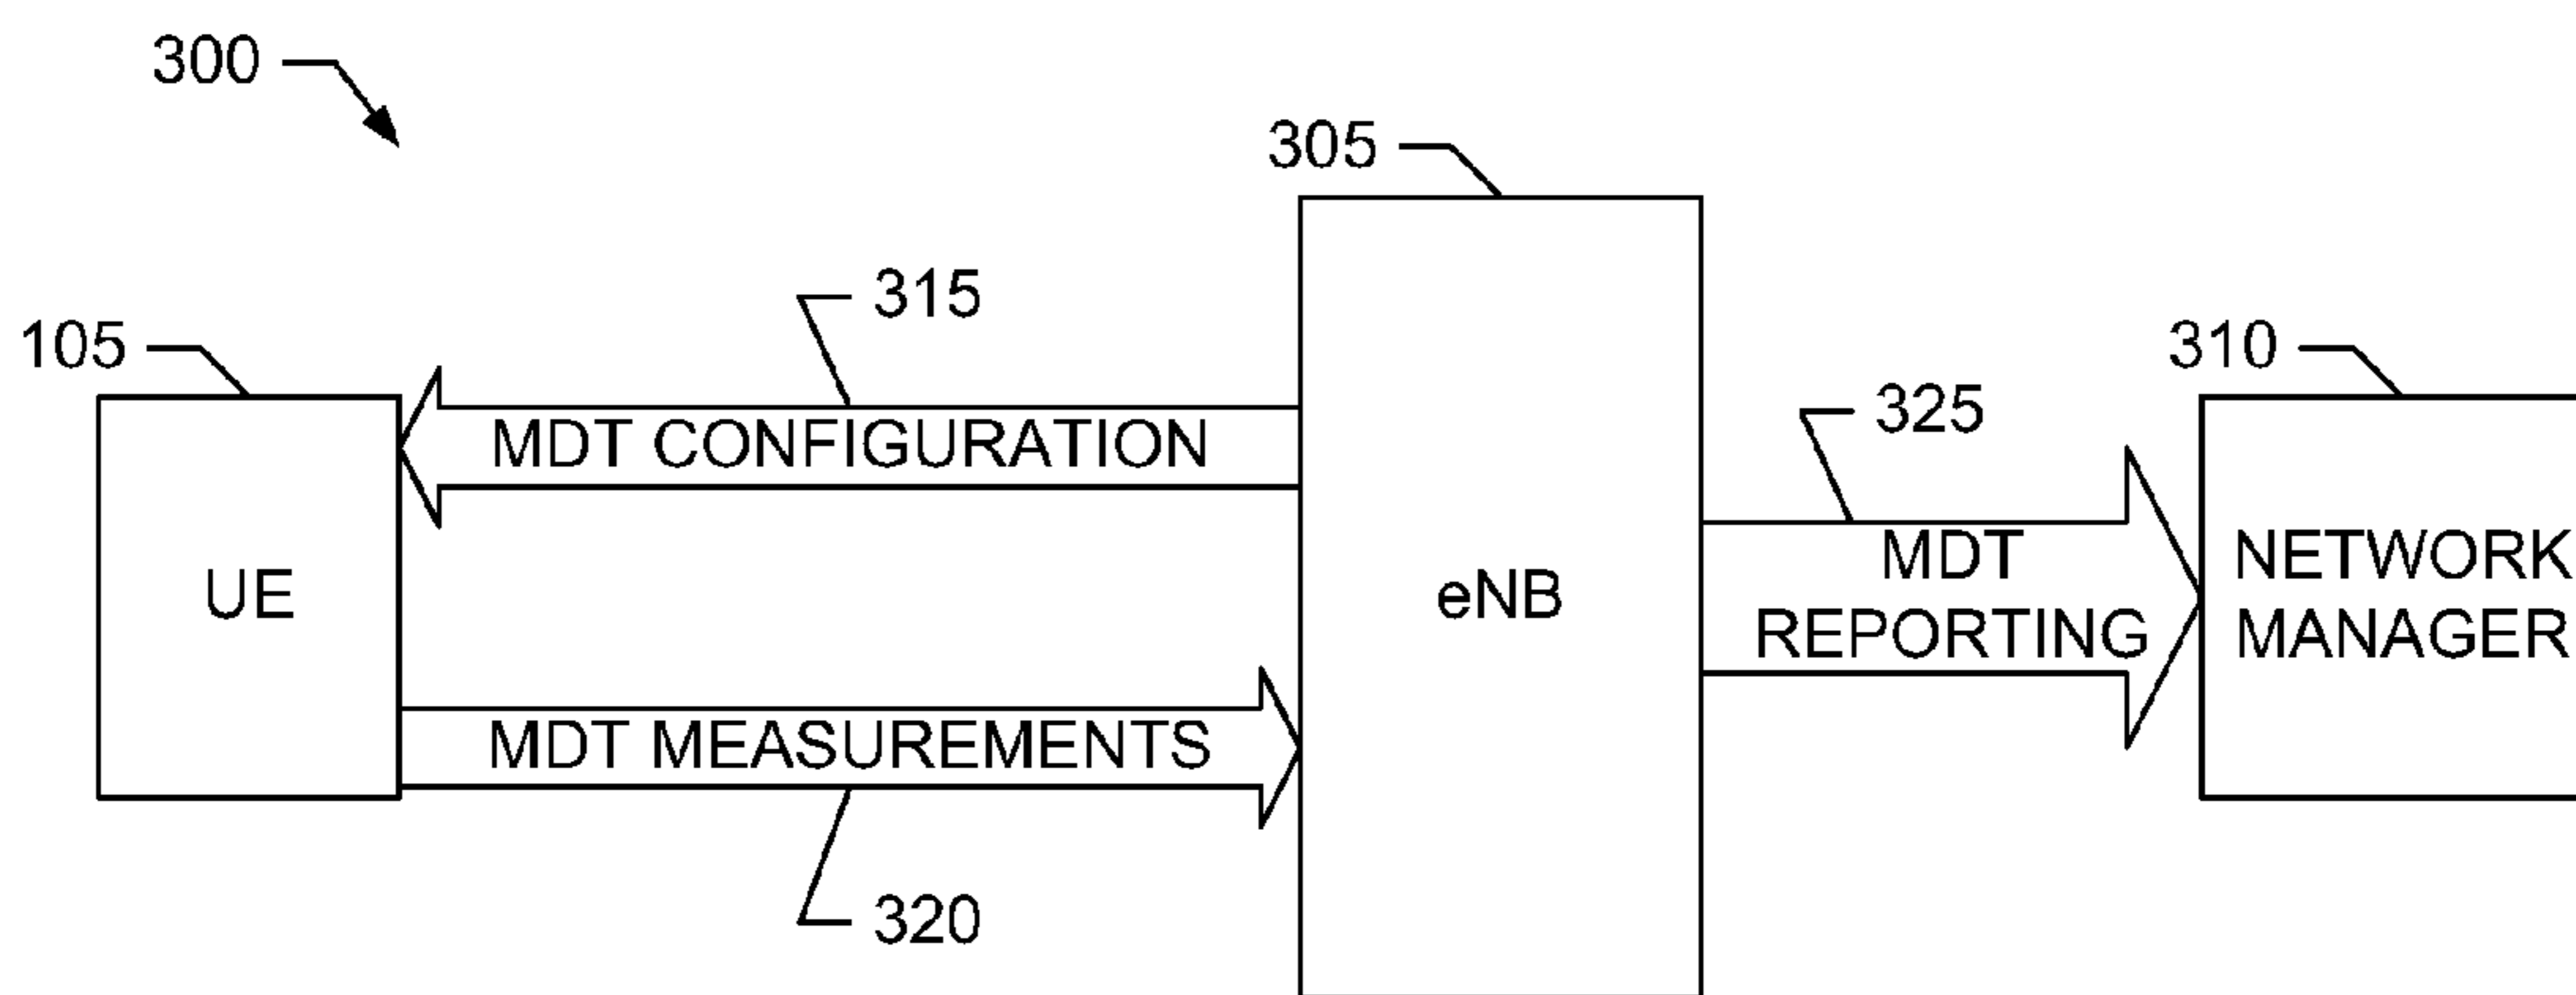 300
305
315
105
310
325
MDT CONFIGURATION
UE
eNB
MDT
REPORTING
NETWORK
MANAGER
MDT MEASUREMENTS
320